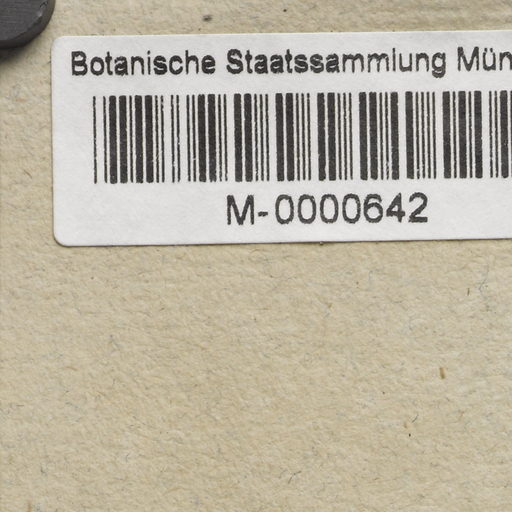 Botanische Staatssammlung Mün
M-0000642